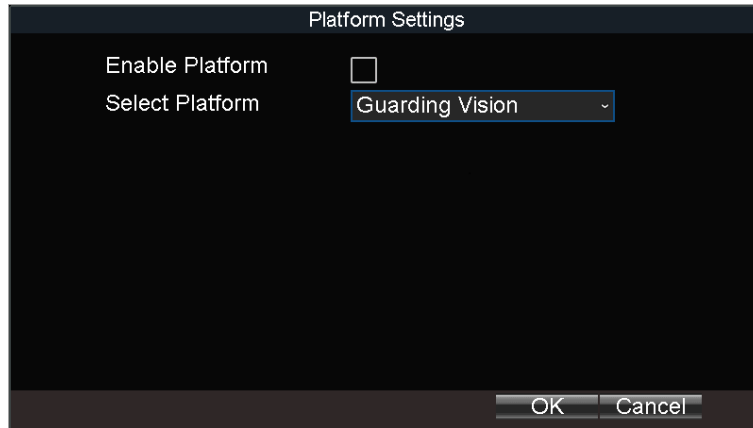 Platform Settings
Enable Platform
Select Platform Guarding Vision
OK Cancel